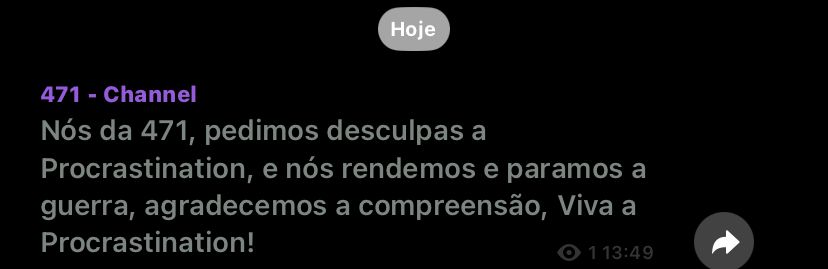 Hoje
471 - Channel
Nós da 471, pedimos desculpas a
Procrastination, e nós rendemos e paramos a
guerra, agradecemos a compreensão, Viva a
Procrastination!
1 13:49